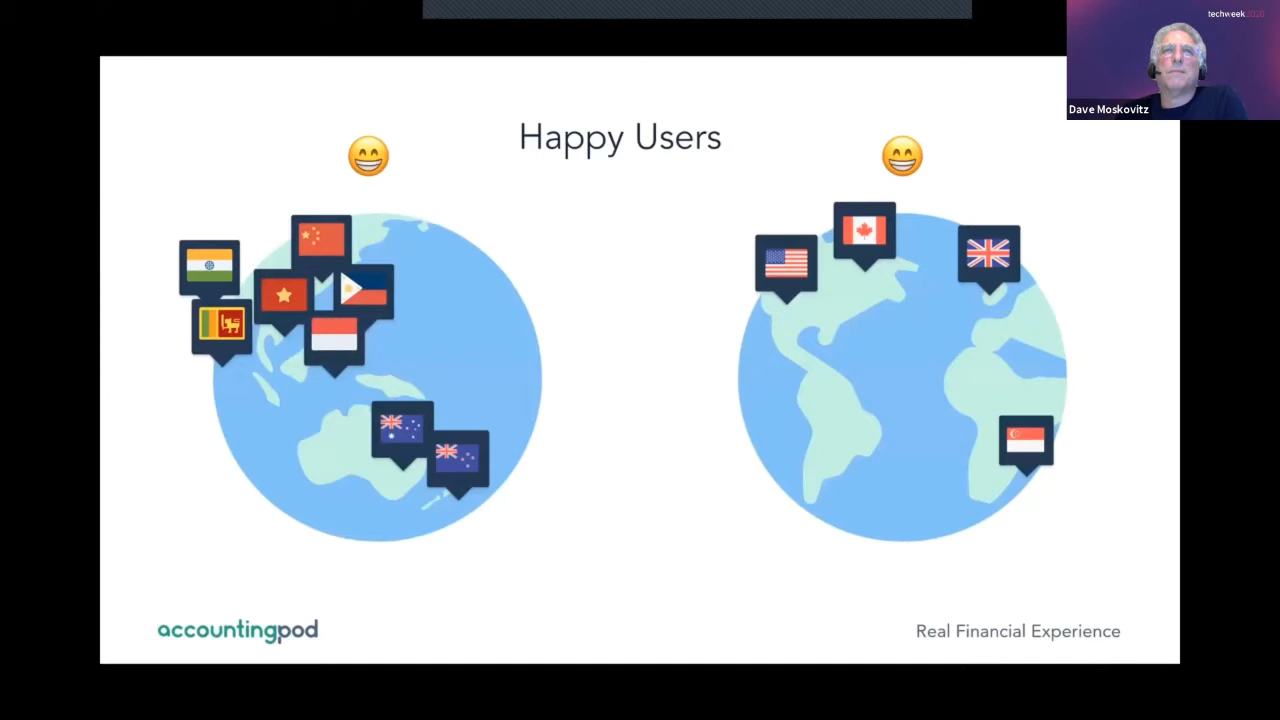 techweek2020
Dave Moskovitz
Happy Users
accountingpod
Real Financial Experience